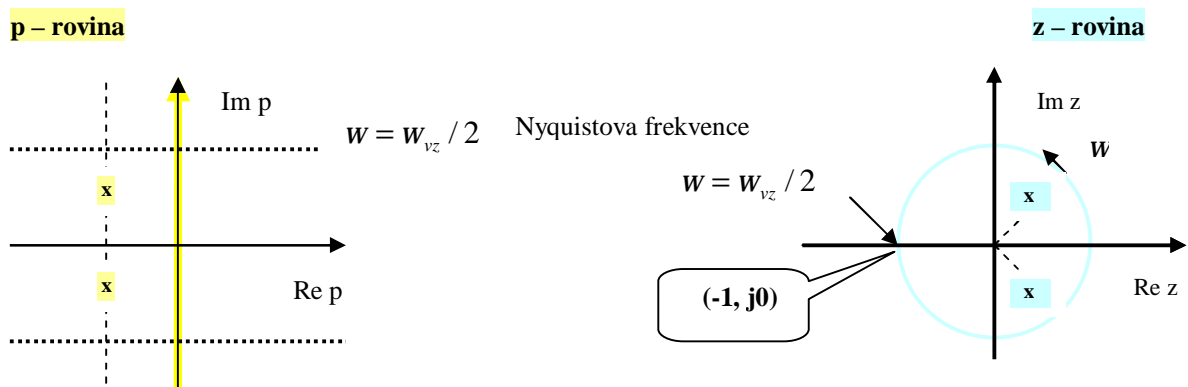 p – rovina
z – rovina
Im p
w = w_vz / 2 Nyquistova frekvence
x
x
Re p
Im z
w
w = w_vz / 2
x
x
(-1, j0)
Re z